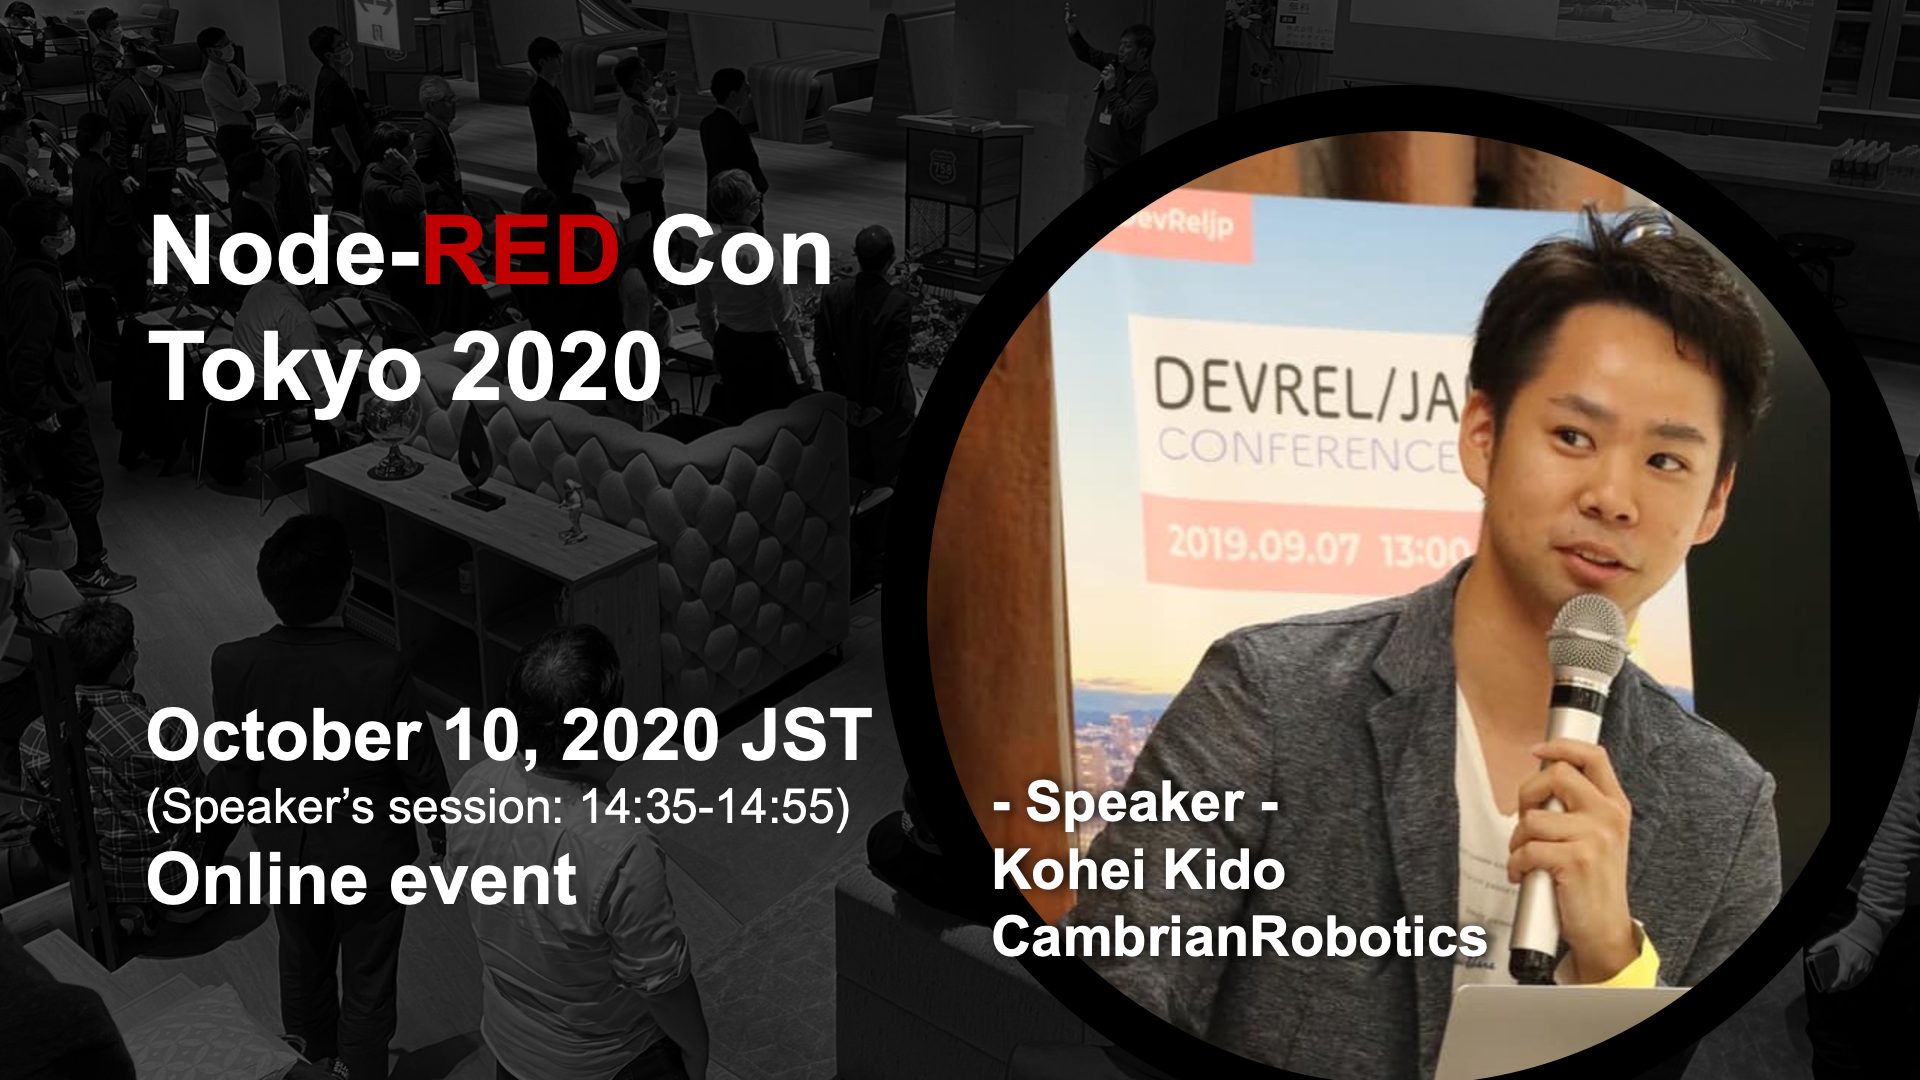 Node-RED Con
Tokyo 2020
October 10, 2020 JST
(Speaker’s session: 14:35-14:55)
Online event
DevReljp
DEVREL/JA
CONFERENCE
2019.09.07 13:00
- Speaker -
Kohei Kido
CambrianRobotics
758